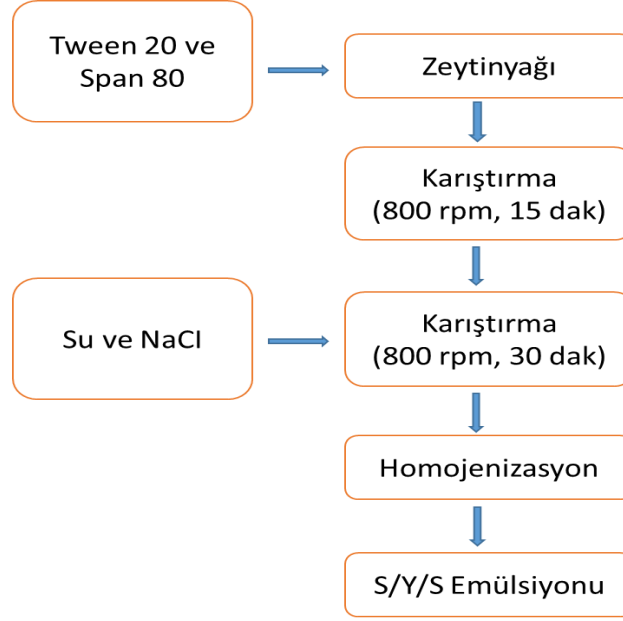 Tween 20 ve
Span 80
Zeytinyağı
Karıştırma
(800 rpm, 15 dak)
Su ve NaCI
Karıştırma
(800 rpm, 30 dak)
Homojenizasyon
S/Y/S Emülsiyonu